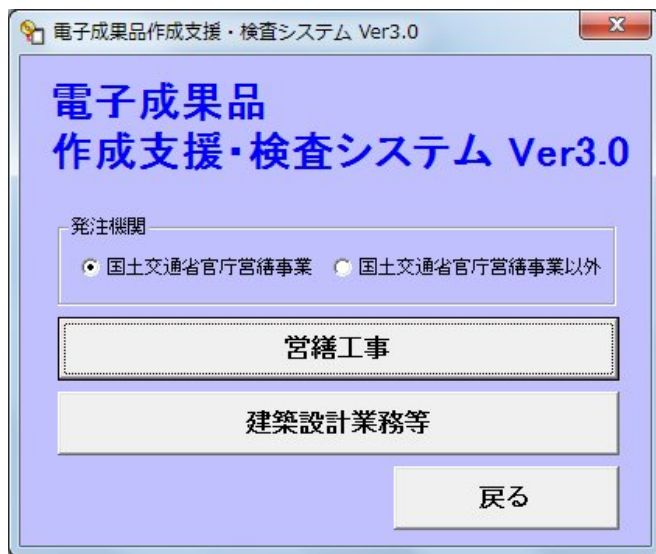 電子成果品作成支援・検査システム Ver3.0
電子成果品
作成支援・検査システム Ver3.0
発注機関
国土交通省官庁営繕事業 国土交通省官庁営繕事業以外
営繕工事
建築設計業務等
戻る